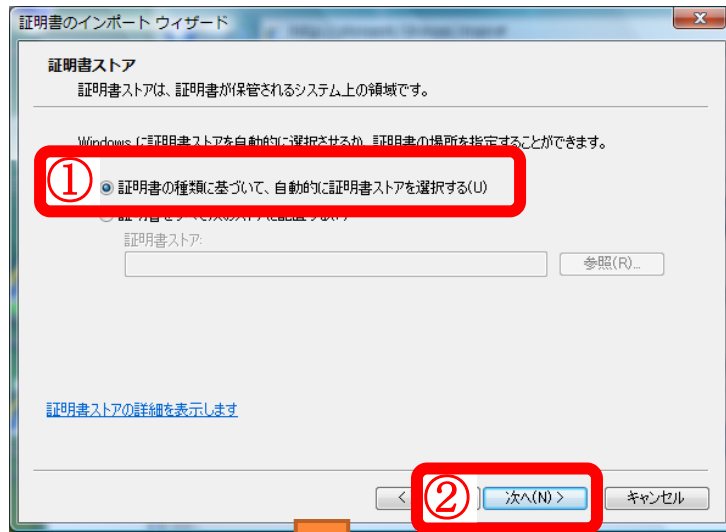 証明書のインポート ウィザード
証明書ストア
証明書ストアは、証明書が保管されるシステム上の領域です。
Windows に証明書ストアを自動的に選択させるか、証明書の場所を指定することができます。
①
証明書の種類に基づいて、自動的に証明書ストアを選択する(U)
証明書ストア:
参照(R)...
証明書ストアの詳細を表示します
<
②
次へ(N) >
キャンセル